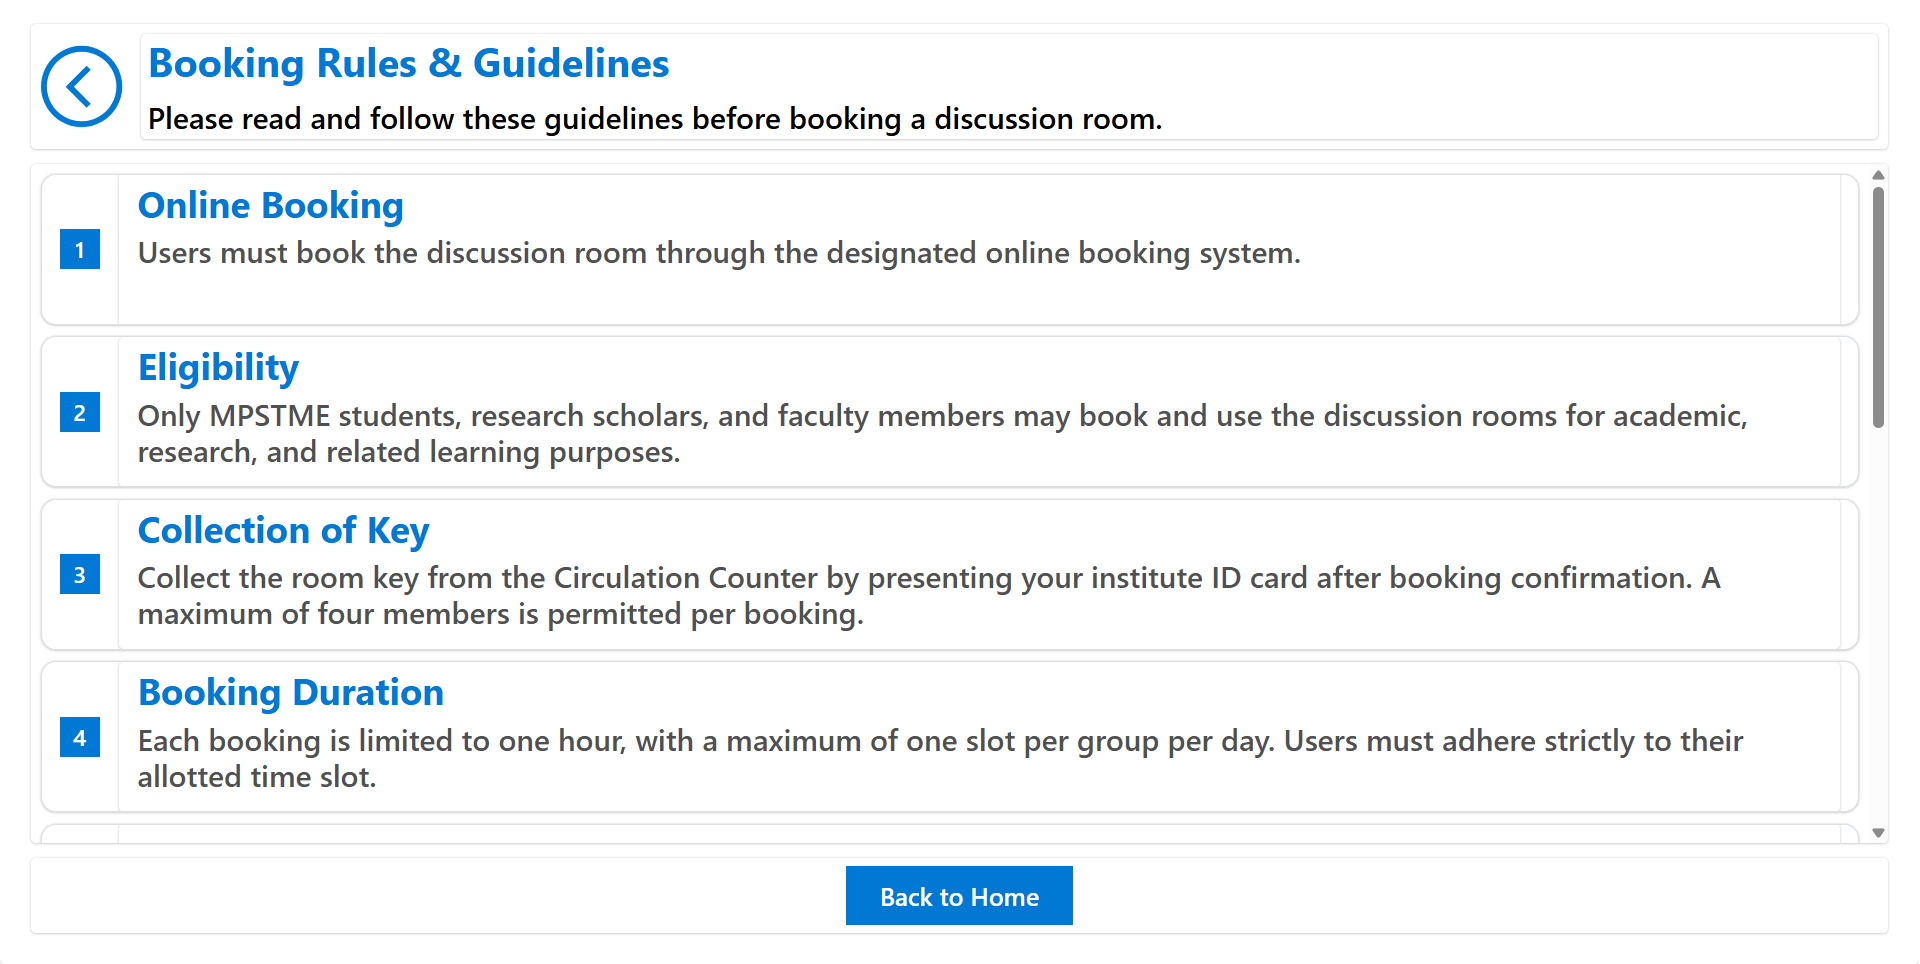 Booking Rules & Guidelines
Please read and follow these guidelines before booking a discussion room.
Online Booking
1
Users must book the discussion room through the designated online booking system.
Eligibility
2
Only MPSTME students, research scholars, and faculty members may book and use the discussion rooms for academic,
research, and related learning purposes.
Collection of Key
3
Collect the room key from the Circulation Counter by presenting your institute ID card after booking confirmation. A
maximum of four members is permitted per booking.
Booking Duration
4
Each booking is limited to one hour, with a maximum of one slot per group per day. Users must adhere strictly to their
allotted time slot.
Back to Home